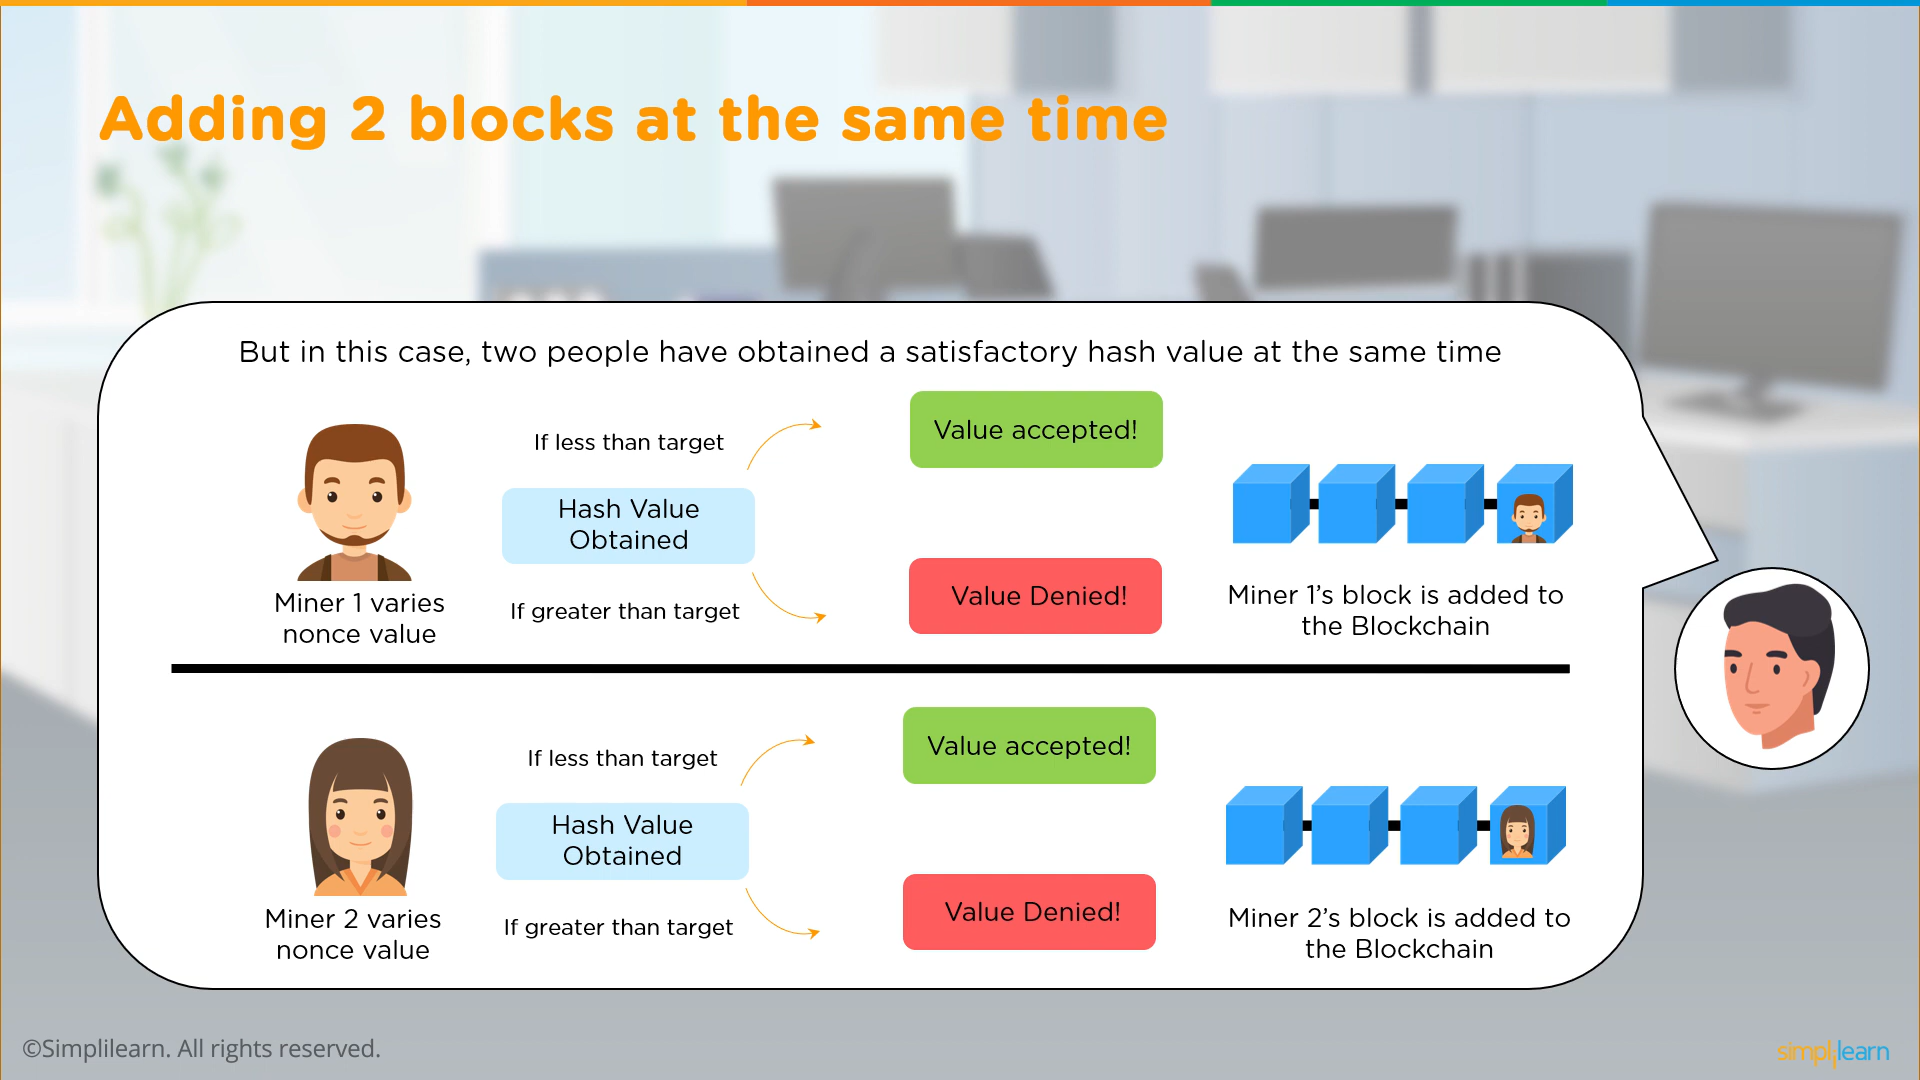 Adding 2 blocks at the same time
But in this case, two people have obtained a satisfactory hash value at the same time
If less than target
Value accepted!
Hash Value
Obtained
If greater than target
Value Denied!
Miner 1 varies
nonce value
Miner 1’s block is added to
the Blockchain
If less than target
Value accepted!
Hash Value
Obtained
If greater than target
Value Denied!
Miner 2 varies
nonce value
Miner 2’s block is added to
the Blockchain
©Simplilearn. All rights reserved.
simplilearn